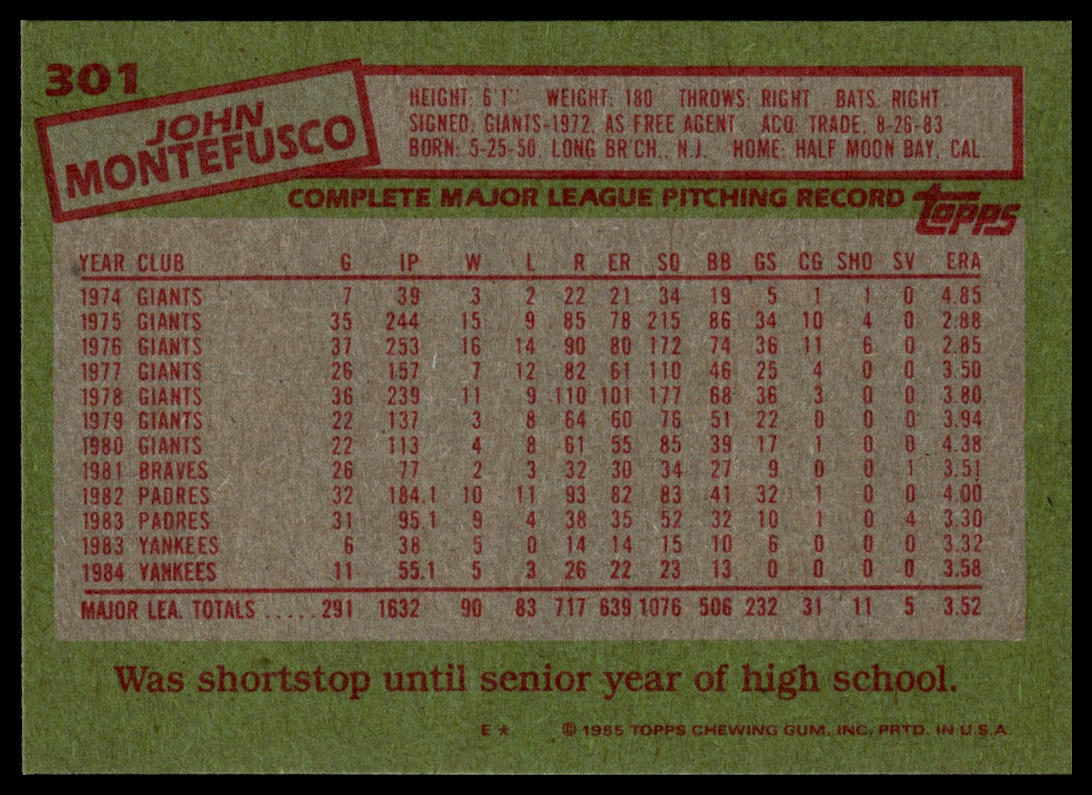 301
JOHN
MONTEFUSCO
HEIGHT: 6'1" WEIGHT: 180 THROWS: RIGHT BATS: RIGHT
SIGNED: GIANTS-1972, AS FREE AGENT ACQ: TRADE, 8-26-83
BORN: 5-25-50, LONG BR'CH., N.J. HOME: HALF MOON BAY, CAL.
COMPLETE MAJOR LEAGUE PITCHING RECORD
topps
YEAR CLUB G IP W L R ER SO BB GS CG SHO SV ERA
1974 GIANTS 7 39 3 2 22 21 34 19 5 1 1 0 4.85
1975 GIANTS 35 244 15 9 85 78 215 86 34 10 4 0 2.88
1976 GIANTS 37 253 16 14 90 80 172 74 36 11 6 0 2.85
1977 GIANTS 26 157 7 12 82 61 110 46 25 4 0 0 3.50
1978 GIANTS 36 239 11 9 110 101 177 68 36 3 0 0 3.80
1979 GIANTS 22 137 3 8 64 60 76 51 22 0 0 0 3.94
1980 GIANTS 22 113 4 8 61 55 85 39 17 1 0 0 4.38
1981 BRAVES 26 77 2 3 32 30 34 27 9 0 0 1 3.51
1982 PADRES 32 184.1 10 11 93 82 83 41 32 1 0 0 4.00
1983 PADRES 31 95.1 9 4 38 35 52 32 10 1 0 4 3.30
1983 YANKEES 6 38 5 0 14 14 15 10 6 0 0 0 3.32
1984 YANKEES 11 55.1 5 3 26 22 23 13 0 0 0 0 3.58
MAJOR LEA. TOTALS ..... 291 1632 90 83 717 639 1076 506 232 31 11 5 3.52
Was shortstop until senior year of high school.
E * © 1985 TOPPS CHEWING GUM, INC. PRTD. IN U.S.A.